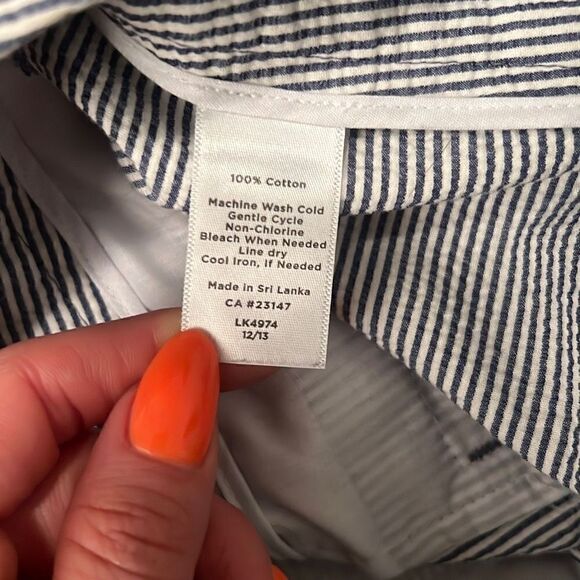 100% Cotton
Machine Wash Cold
Gentle Cycle
Non-Chlorine
Bleach When Needed
Line dry
Cool Iron, If Needed
Made in Sri Lanka
CA #23147
LK4974
12/13